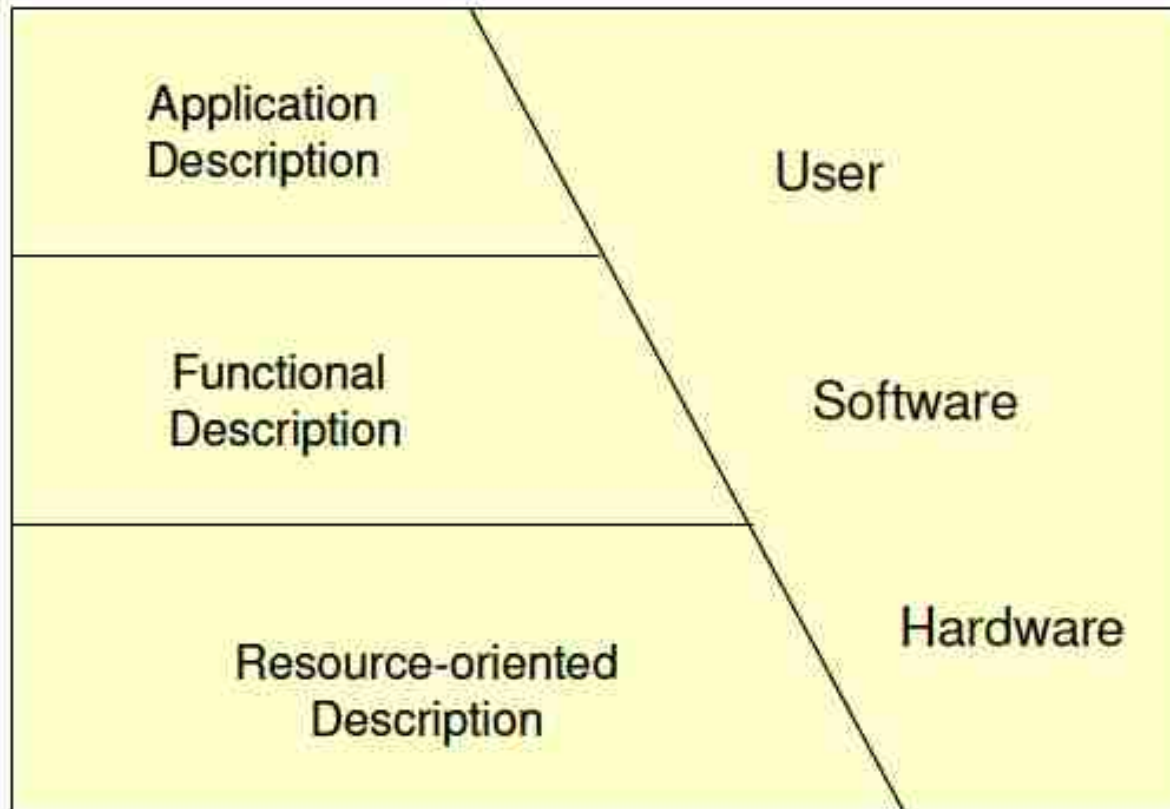 Application
Description
User
Functional
Description
Software
Hardware
Resource-oriented
Description